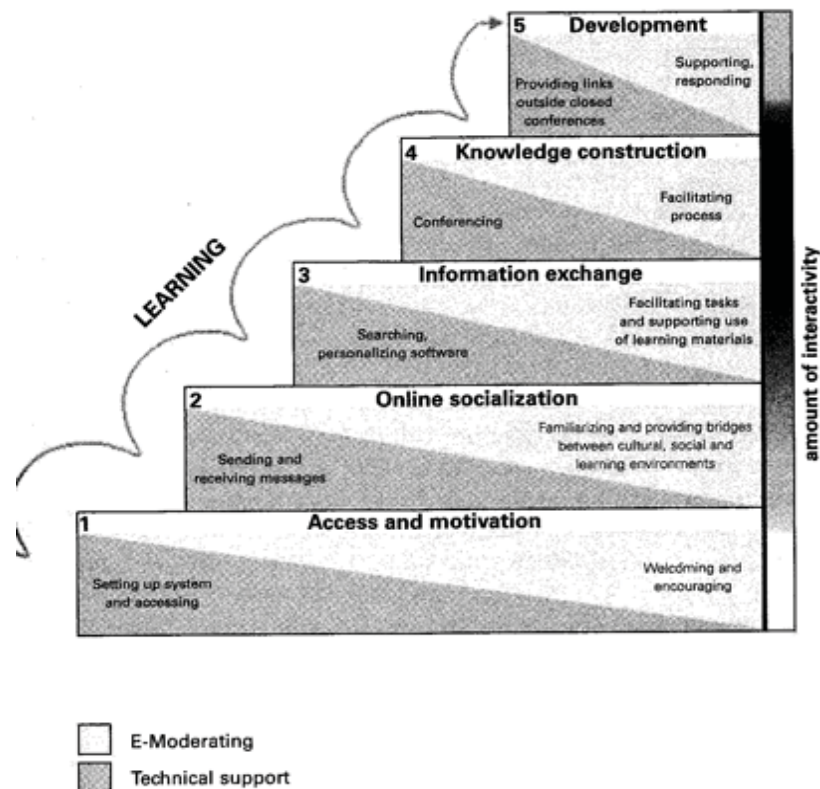 5 Development
Supporting,
responding
Providing links
outside closed
conferences
4 Knowledge construction
Facilitating
process
Conferencing
3 Information exchange
Facilitating tasks
and supporting use
of learning materials
Searching,
personalizing software
2 Online socialization
Familiarizing and providing bridges
between cultural, social and
learning environments
Sending and
receiving messages
1 Access and motivation
Welcoming and
encouraging
Setting up system
and accessing
LEARNING
amount of interactivity
E-Moderating
Technical support